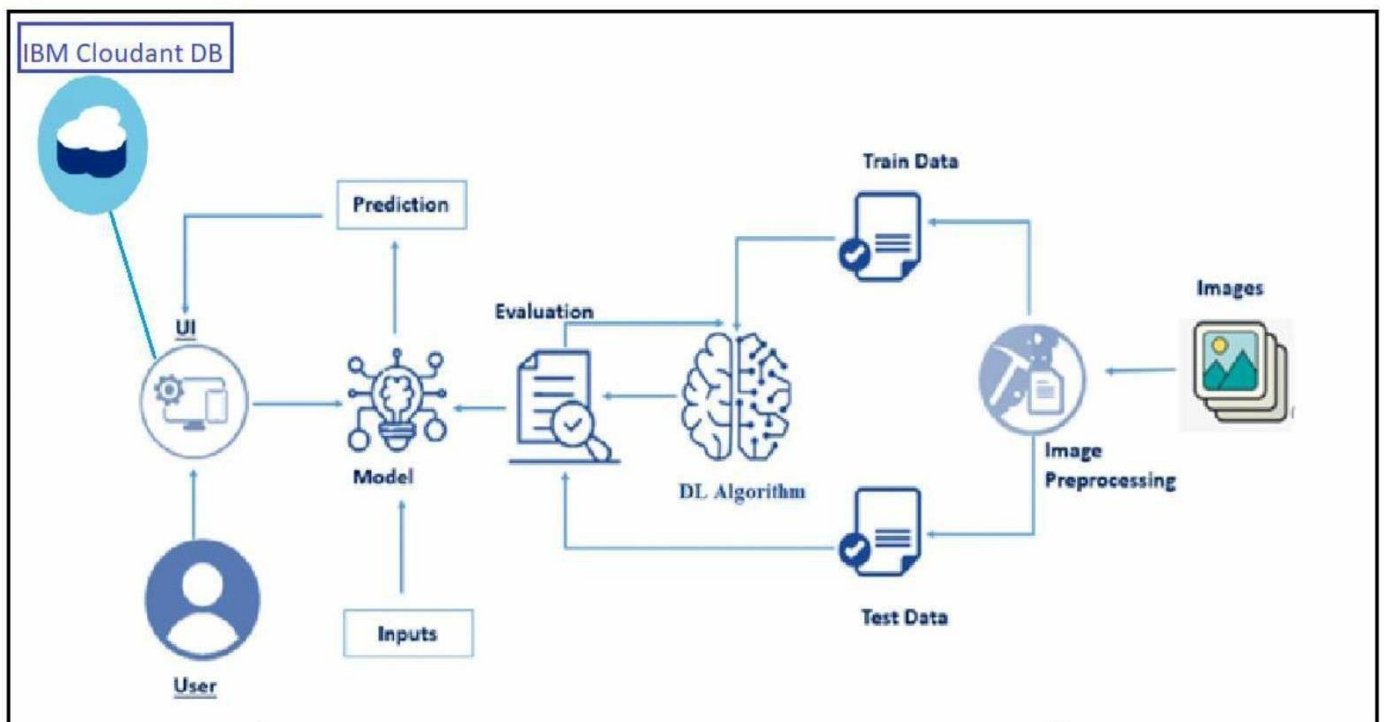 IBM Cloudant DB
Train Data
Prediction
Images
Evaluation
UI
Image
Preprocessing
Model
DL Algorithm
Test Data
Inputs
User